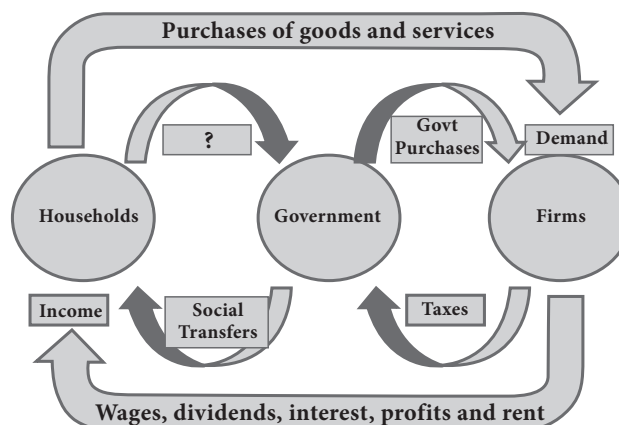 Purchases of goods and services
?
Govt
Purchases
Demand
Households
Government
Firms
Income
Social
Transfers
Taxes
Wages, dividends, interest, profits and rent